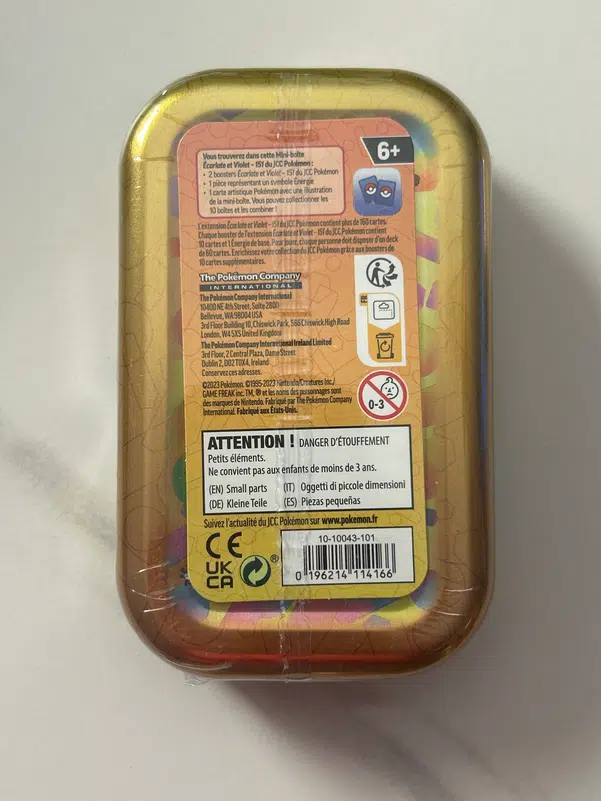 Vous trouverez dans cette Mini-boîte
Écarlate et Violet – 151 du JCC Pokémon :
• 2 boosters Écarlate et Violet – 151 du JCC Pokémon
• 1 pièce représentant un symbole Énergie
• 1 carte artistique Pokémon avec une illustration
de la mini-boîte. Vous pouvez collectionner les
10 boîtes et les combiner !
6+
L'extension Écarlate et Violet – 151 du JCC Pokémon contient plus de 160 cartes.
Chaque booster de l'extension Écarlate et Violet – 151 du JCC Pokémon contient
10 cartes et 1 Énergie de base. Pour jouer, chaque personne doit disposer d'un deck
de 60 cartes. Enrichissez votre collection du JCC Pokémon grâce aux boosters de
10 cartes supplémentaires.
The Pokémon Company
INTERNATIONAL
The Pokémon Company International
10400 NE 4th Street, Suite 2800
Bellevue, WA 98004 USA
3rd Floor Building 10, Chiswick Park, 566 Chiswick High Road
London, W4 5XS United Kingdom
The Pokémon Company International Ireland Limited
3rd Floor, 2 Central Plaza, Dame Street
Dublin 2, D02 T0X4, Ireland
Conservez ces adresses.
FR
©2023 Pokémon. ©1995-2023 Nintendo/Creatures Inc./
GAME FREAK inc. TM, ® et les noms des personnages sont
des marques de Nintendo. Fabriqué par The Pokémon Company
International. Fabriqué aux États-Unis.
0-3
ATTENTION ! DANGER D'ÉTOUFFEMENT
Petits éléments.
Ne convient pas aux enfants de moins de 3 ans.
(EN) Small parts (IT) Oggetti di piccole dimensioni
(DE) Kleine Teile (ES) Piezas pequeñas
Suivez l'actualité du JCC Pokémon sur www.pokemon.fr
CE
UK
CA
®
10-10043-101
0 196214 114166